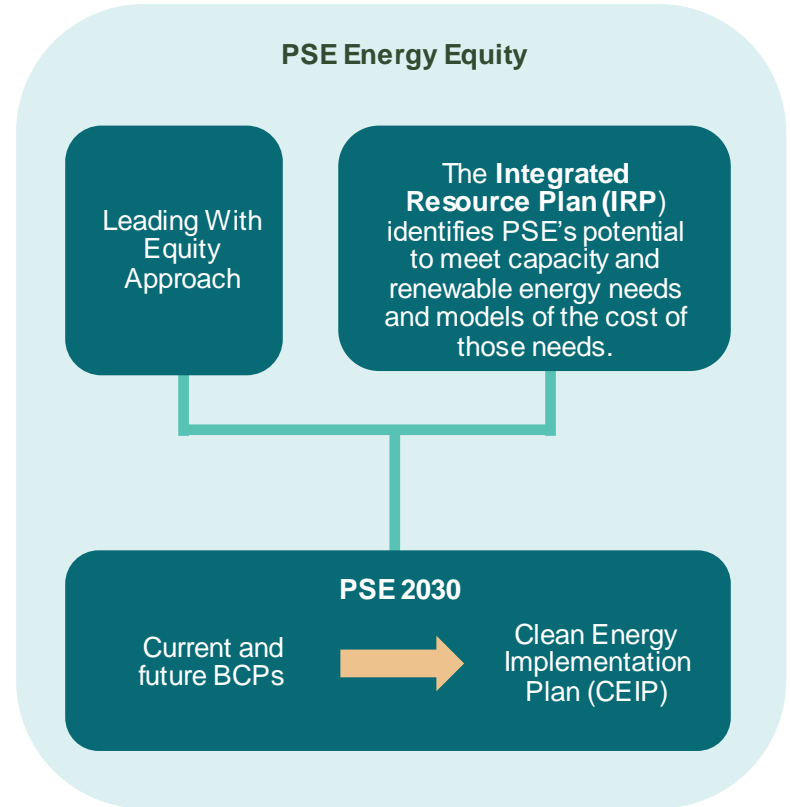 PSE Energy Equity
Leading With
Equity
Approach
The Integrated
Resource Plan (IRP)
identifies PSE’s potential
to meet capacity and
renewable energy needs
and models of the cost of
those needs.
PSE 2030
Current and
future BCPs
Clean Energy
Implementation
Plan (CEIP)